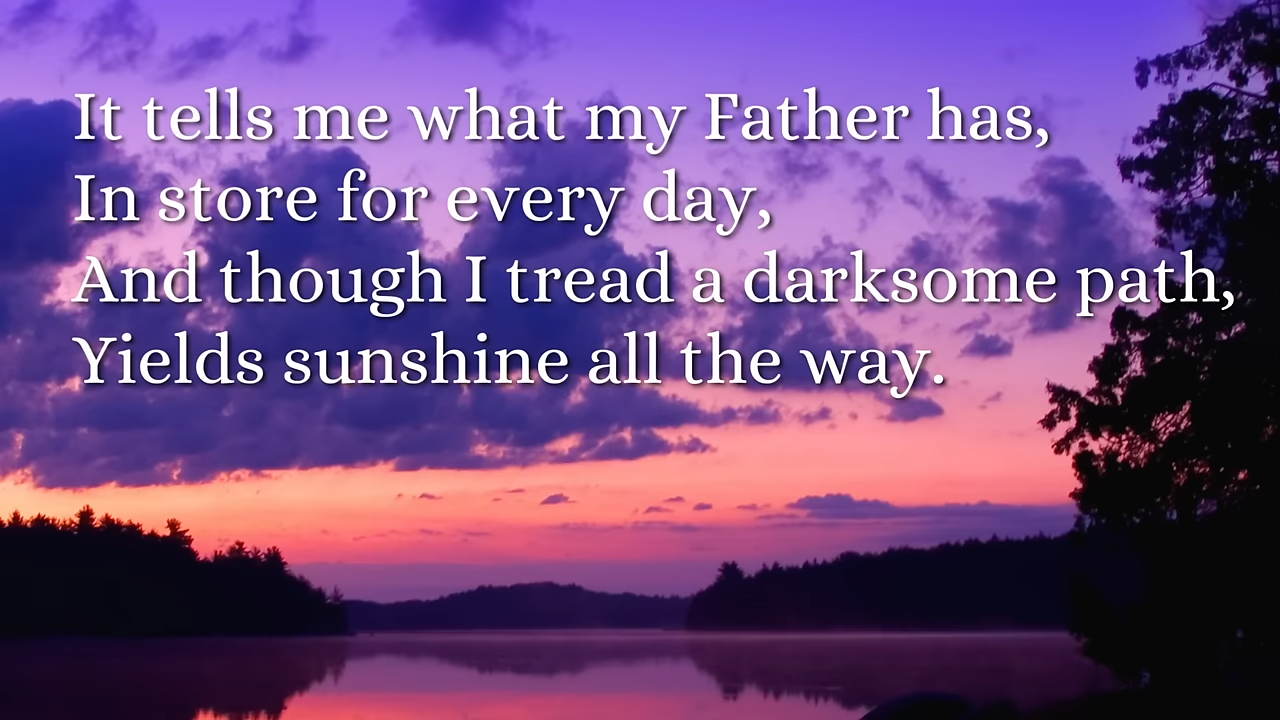 It tells me what my Father has,
In store for every day,
And though I tread a darksome path,
Yields sunshine all the way.